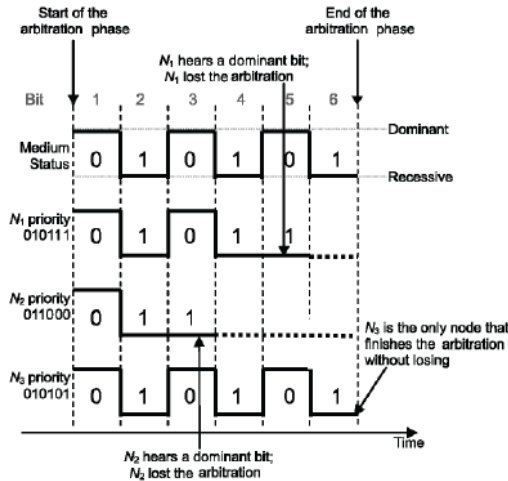 Start of the
arbitration phase
End of the
arbitration phase
N₁ hears a dominant bit;
N₁ lost the arbitration
Bit 1 2 3 4 5 6
Dominant
Medium
Status
0 1 0 1 0 1
Recessive
N₁ priority
010111
0 1 0 1 1
N₂ priority
011000
0 1 1
N₃ is the only node that
finishes the arbitration
without losing
N₃ priority
010101
0 1 0 1 0 1
Time
N₂ hears a dominant bit;
N₂ lost the arbitration